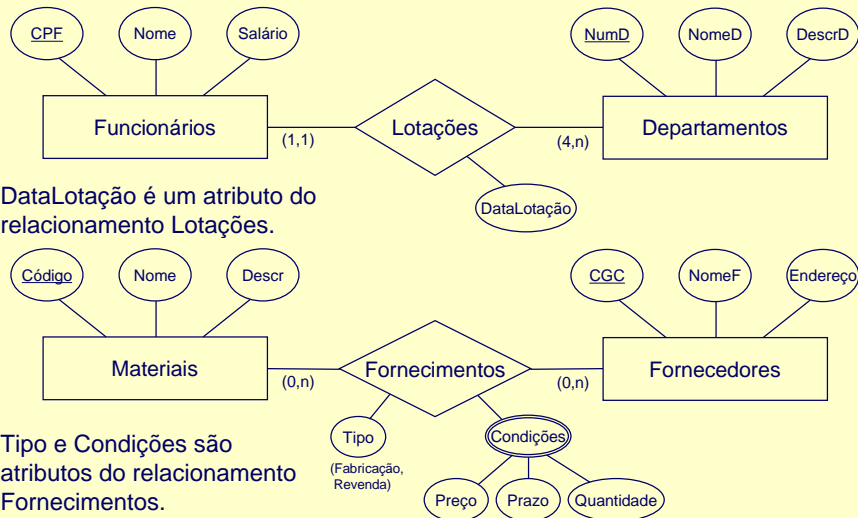 CPF
Nome
Salário
NumD
NomeD
DescrD
Funcionários
(1,1)
Lotações
(4,n)
Departamentos
DataLotação
DataLotação é um atributo do
relacionamento Lotações.
Código
Nome
Descr
CGC
NomeF
Endereço
Materiais
(0,n)
Fornecimentos
(0,n)
Fornecedores
Tipo
(Fabricação,
Revenda)
Condições
Preço
Prazo
Quantidade
Tipo e Condições são
atributos do relacionamento
Fornecimentos.